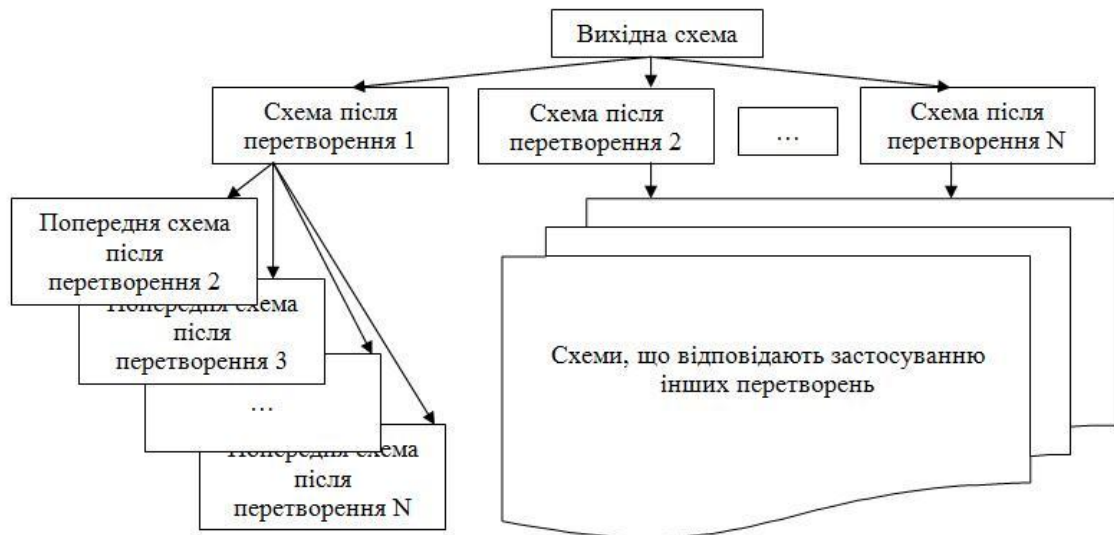 Вихідна схема
Схема після
перетворення 1
Схема після
перетворення 2
...
Схема після
перетворення N
Попередня схема
після
перетворення 2
Попередня схема
після
перетворення 3
...
Попередня схема
після
перетворення N
Схеми, що відповідають застосуванню
інших перетворень